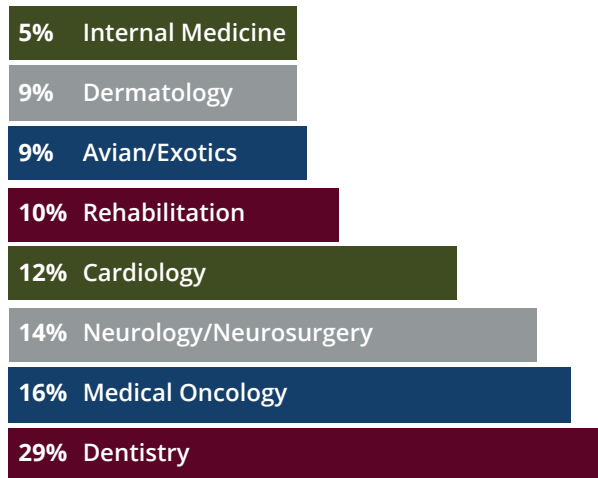 5% Internal Medicine
9% Dermatology
9% Avian/Exotics
10% Rehabilitation
12% Cardiology
14% Neurology/Neurosurgery
16% Medical Oncology
29% Dentistry